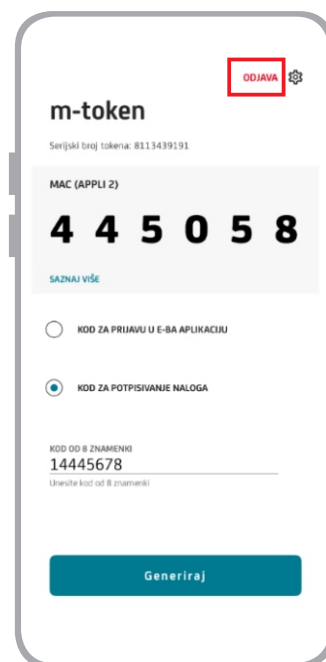 ODJAVA
m-token
Serijski broj tokena: 8113439191
MAC (APPLI 2)
4 4 5 0 5 8
SAZNAJ VIŠE
KOD ZA PRIJAVU U E-BA APLIKACIJU
KOD ZA POTPISIVANJE NALOGA
KOD OD 8 ZNAMENKI
14445678
Unesite kod od 8 znamenki
Generiraj